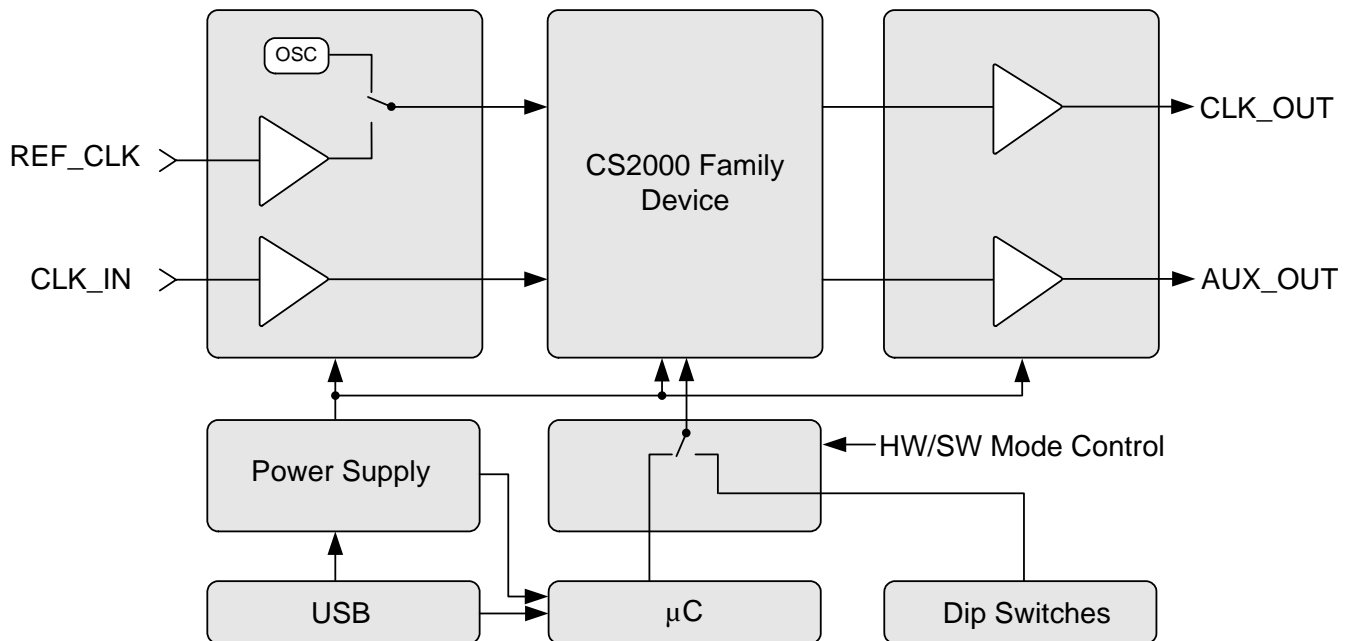 OSC
REF_CLK
CLK_IN
CS2000 Family
Device
CLK_OUT
AUX_OUT
Power Supply
HW/SW Mode Control
USB
μC
Dip Switches